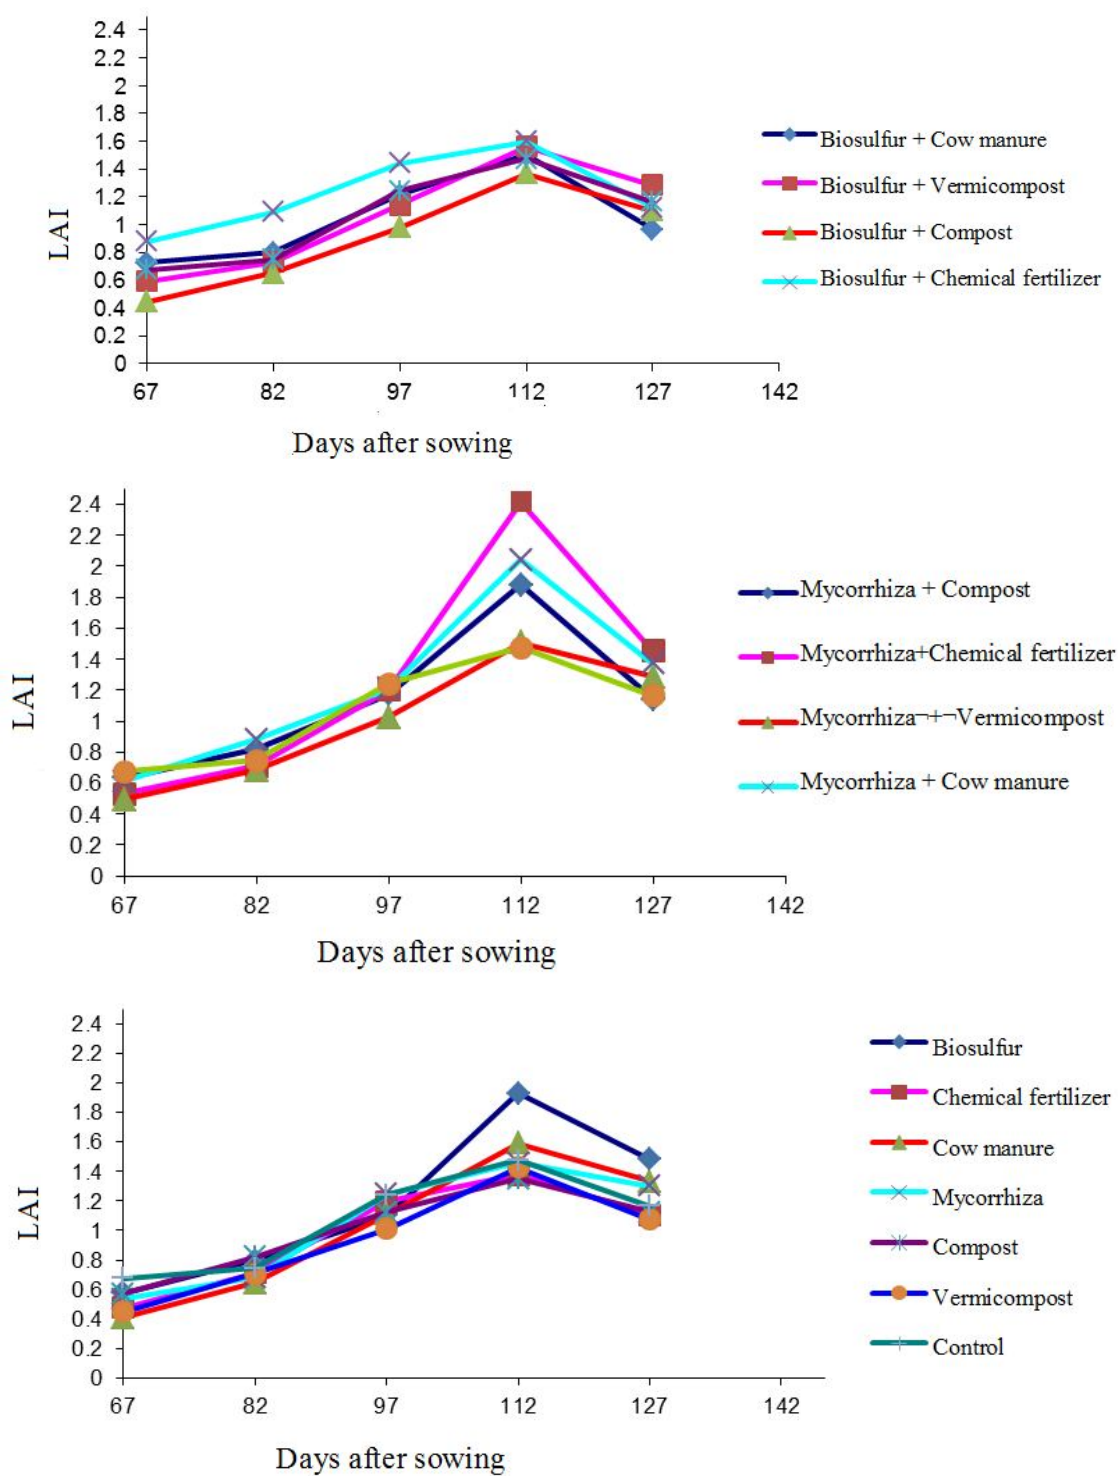 2.4
2.2
2
1.8
1.6
1.4
1.2
1
0.8
0.6
0.4
0.2
0
LAI
67 82 97 112 127 142
Days after sowing
Biosulfur + Cow manure
Biosulfur + Vermicompost
Biosulfur + Compost
Biosulfur + Chemical fertilizer
2.4
2.2
2
1.8
1.6
1.4
1.2
1
0.8
0.6
0.4
0.2
0
LAI
67 82 97 112 127 142
Days after sowing
Mycorrhiza + Compost
Mycorrhiza+Chemical fertilizer
Mycorrhiza¬+¬Vermicompost
Mycorrhiza + Cow manure
2.4
2.2
2
1.8
1.6
1.4
1.2
1
0.8
0.6
0.4
0.2
0
LAI
67 82 97 112 127 142
Days after sowing
Biosulfur
Chemical fertilizer
Cow manure
Mycorrhiza
Compost
Vermicompost
Control